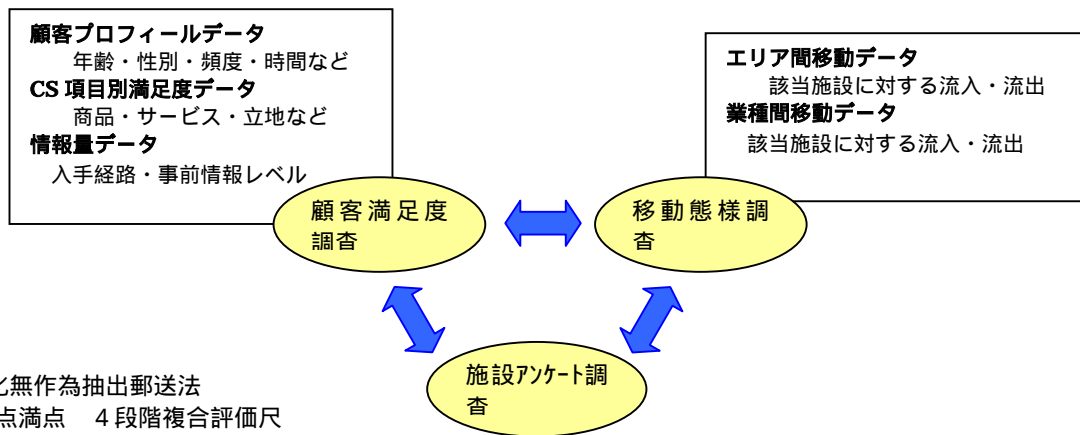 顧客プロフィールデータ
年齢・性別・頻度・時間など
CS 項目別満足度データ
商品・サービス・立地など
情報量データ
入手経路・事前情報レベル
エリア間移動データ
該当施設に対する流入・流出
業種間移動データ
該当施設に対する流入・流出
顧客満足度
調査
移動態様調
査
施設ｱﾝｹｰﾄ調
査
無作為抽出郵送法
点満点　４段階複合評価尺